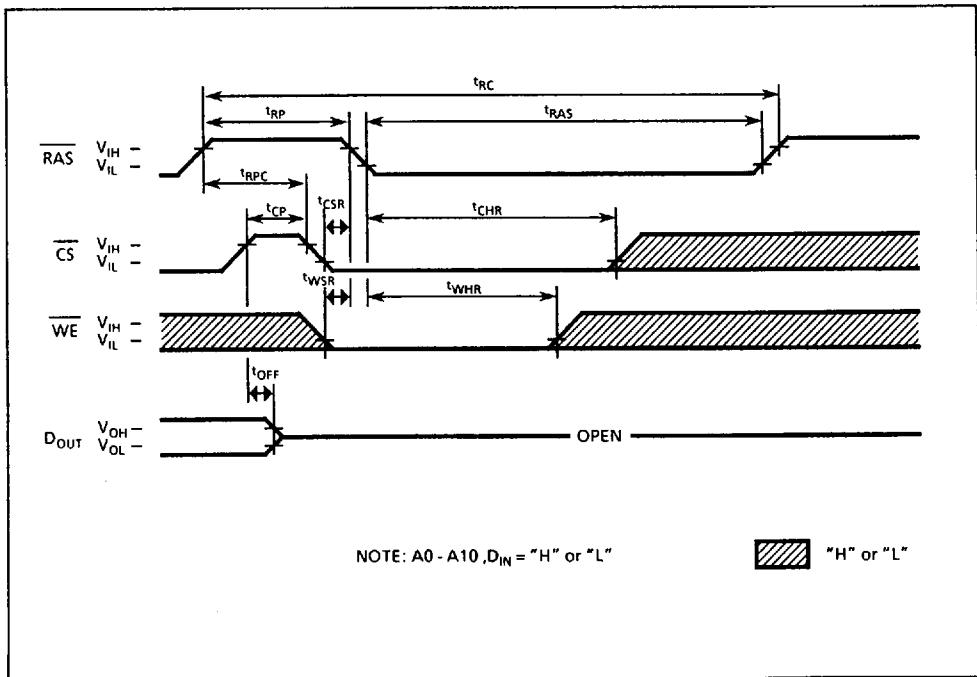 tRC
tRP
tRAS
RAS
VIH
VIL
tRPC
tCP
tCSR
tCHR
CS
VIH
VIL
tWSR
tWHR
WE
VIH
VIL
tOFF
DOUT
VOH
VOL
OPEN
NOTE: A0 - A10 ,DIN = "H" or "L"
"H" or "L"